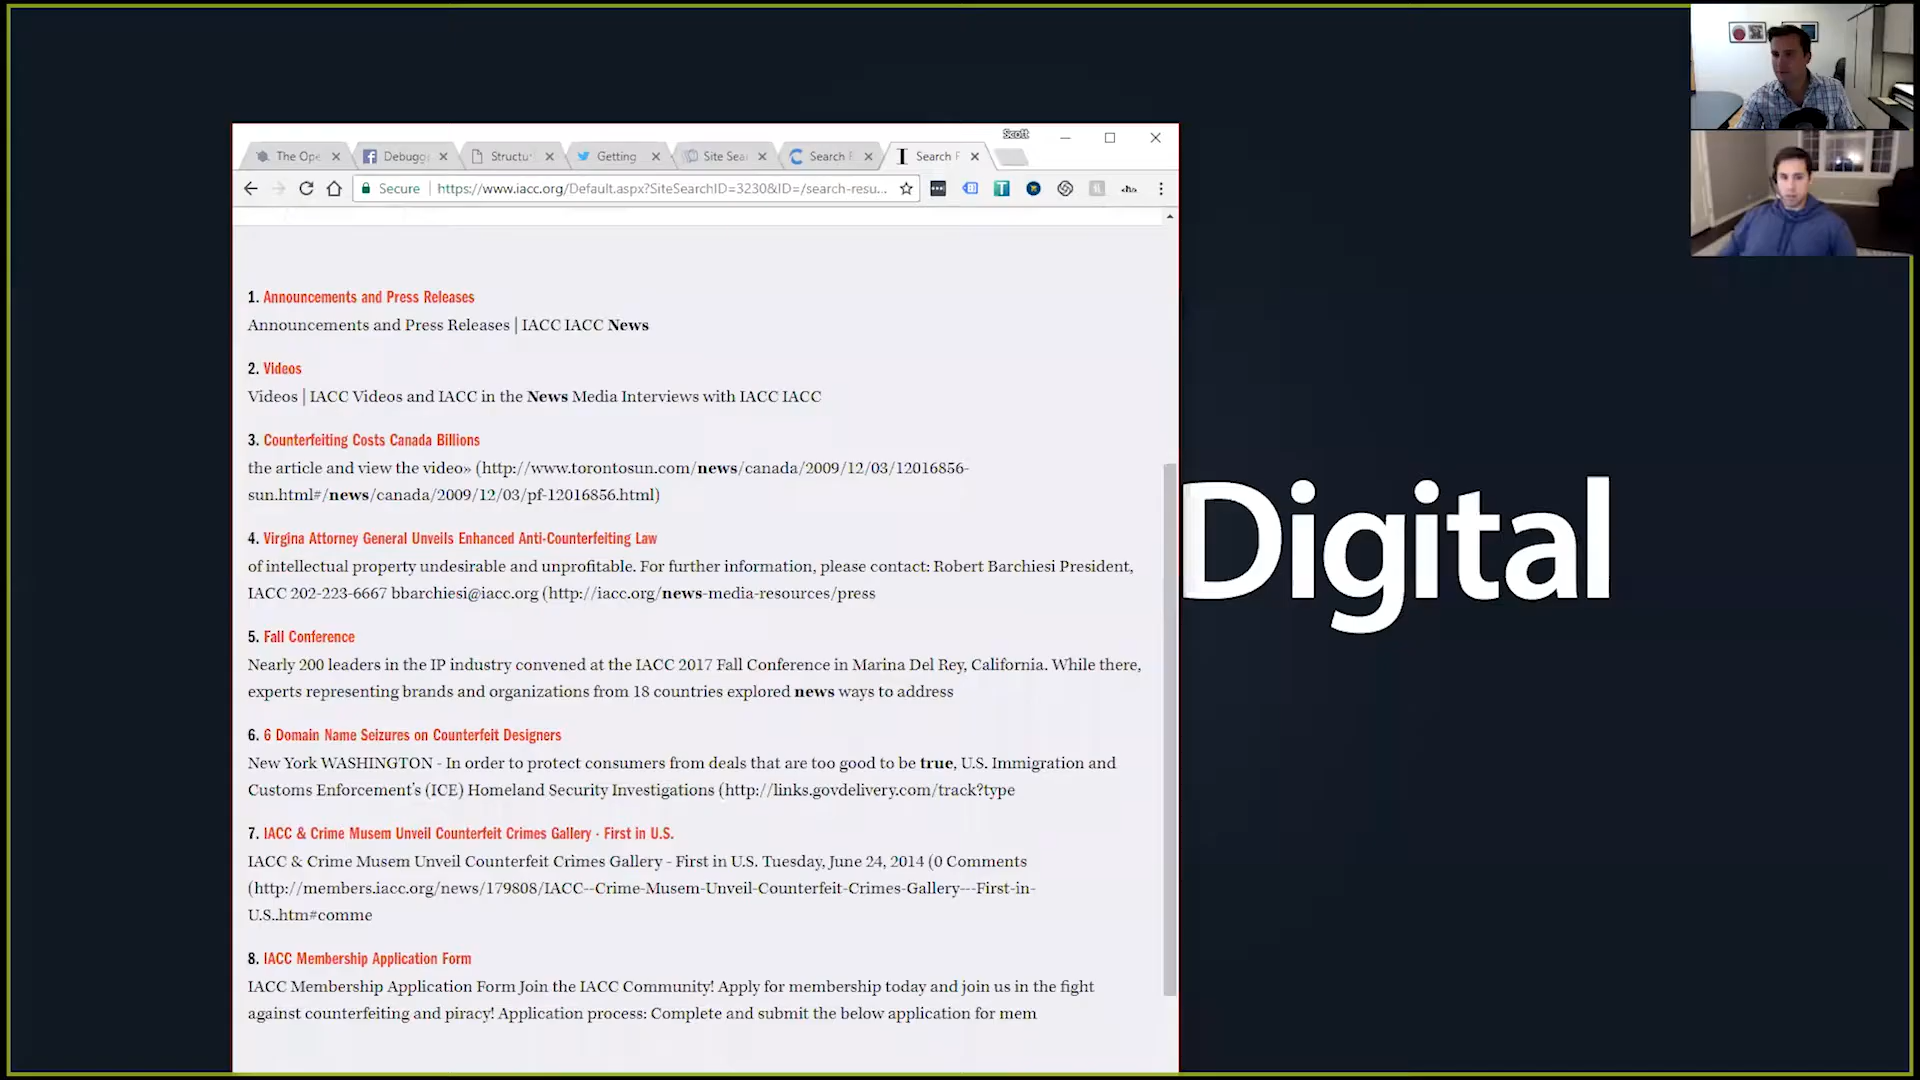 Scott
The Ope
Debugg
Structu
Getting
Site Sea
Search F
Search F
Secure
https://www.iacc.org/Default.aspx?SiteSearchID=3230&ID=/search-resu...
1. Announcements and Press Releases
Announcements and Press Releases | IACC IACC News
2. Videos
Videos | IACC Videos and IACC in the News Media Interviews with IACC IACC
3. Counterfeiting Costs Canada Billions
the article and view the video» (http://www.torontosun.com/news/canada/2009/12/03/12016856-
sun.html#/news/canada/2009/12/03/pf-12016856.html)
4. Virgina Attorney General Unveils Enhanced Anti-Counterfeiting Law
of intellectual property undesirable and unprofitable. For further information, please contact: Robert Barchiesi President,
IACC 202-223-6667 bbarchiesi@iacc.org (http://iacc.org/news-media-resources/press
5. Fall Conference
Nearly 200 leaders in the IP industry convened at the IACC 2017 Fall Conference in Marina Del Rey, California. While there,
experts representing brands and organizations from 18 countries explored news ways to address
6. 6 Domain Name Seizures on Counterfeit Designers
New York WASHINGTON - In order to protect consumers from deals that are too good to be true, U.S. Immigration and
Customs Enforcement's (ICE) Homeland Security Investigations (http://links.govdelivery.com/track?type
7. IACC & Crime Musem Unveil Counterfeit Crimes Gallery - First in U.S.
IACC & Crime Musem Unveil Counterfeit Crimes Gallery - First in U.S. Tuesday, June 24, 2014 (0 Comments
(http://members.iacc.org/news/179808/IACC--Crime-Musem-Unveil-Counterfeit-Crimes-Gallery---First-in-
U.S..htm#comme
8. IACC Membership Application Form
IACC Membership Application Form Join the IACC Community! Apply for membership today and join us in the fight
against counterfeiting and piracy! Application process: Complete and submit the below application for mem
Digital